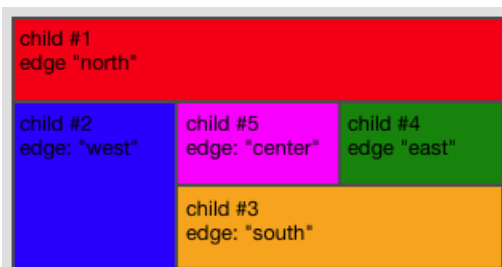 child #1
edge "north"
child #2
edge: "west"
child #5
edge: "center"
child #4
edge "east"
child #3
edge: "south"